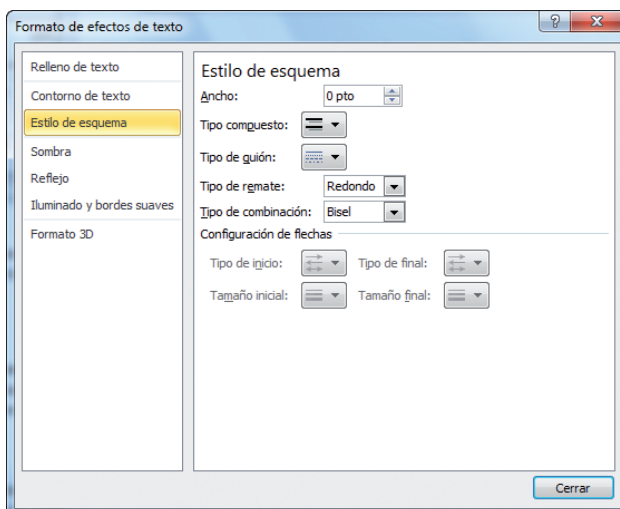 Formato de efectos de texto
Relleno de texto
Contorno de texto
Estilo de esquema
Sombra
Reflejo
Iluminado y bordes suaves
Formato 3D
Estilo de esquema
Ancho: 0 pto
Tipo compuesto:
Tipo de guión:
Tipo de remate: Redondo
Tipo de combinación: Bisel
Configuración de flechas
Tipo de inicio: Tipo de final:
Tamaño inicial: Tamaño final:
Cerrar